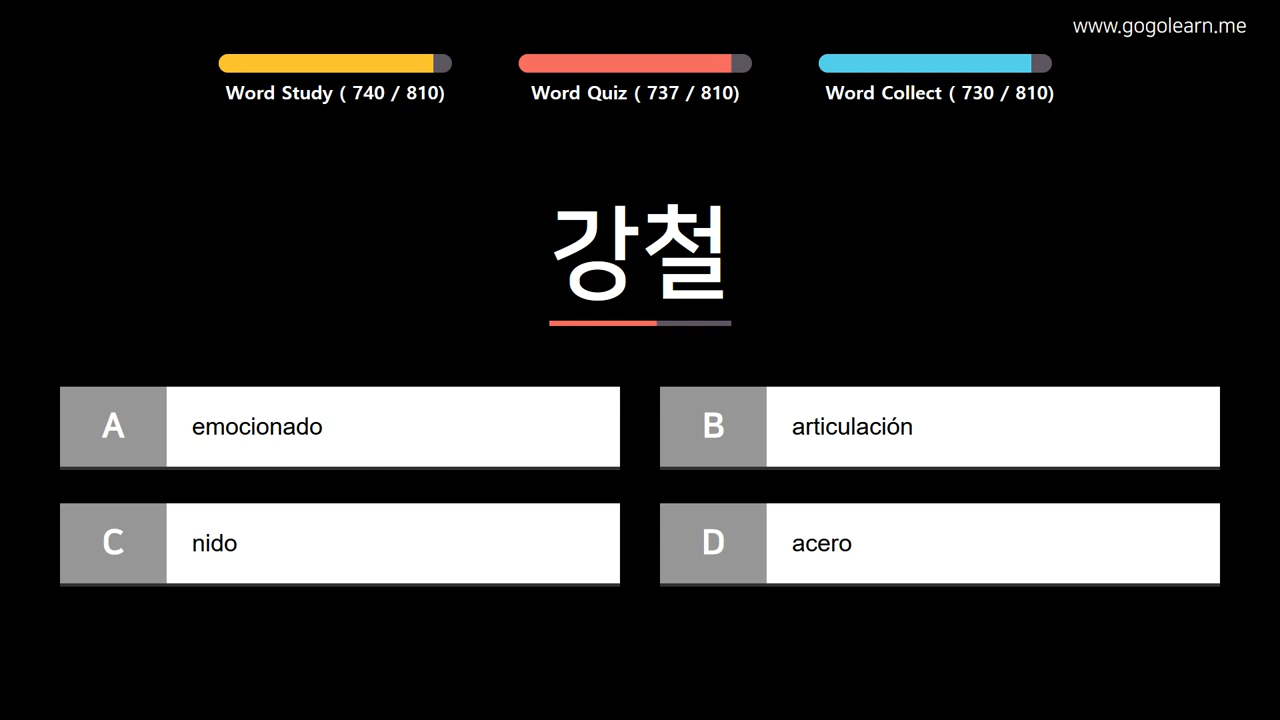 www.gogolearn.me
Word Study ( 740 / 810)
Word Quiz ( 737 / 810)
Word Collect ( 730 / 810)
강철
A emocionado
B articulación
C nido
D acero